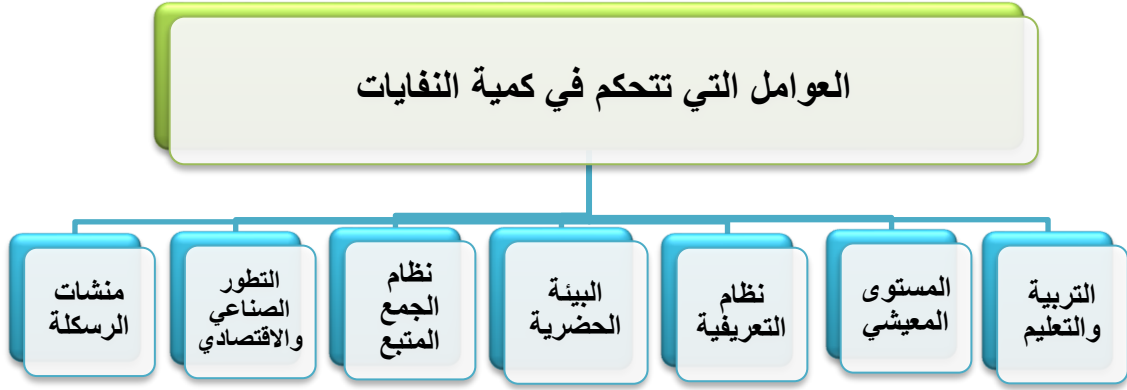 العوامل التي تتحكم في كمية النفايات
التربية
والتعليم
المستوى
المعيشي
نظام
التعريفية
البيئة
الحضرية
نظام
الجمع
المتبع
التطور
الصناعي
والاقتصادي
منشات
الرسكلة